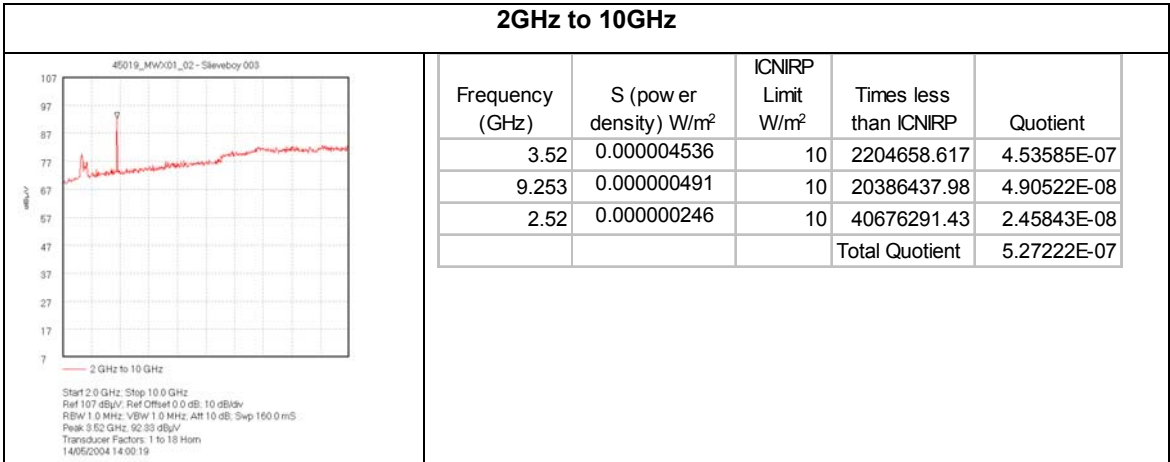 2GHz to 10GHz
45019_MWX01_02 - Slieveboy 003
107
97
87
77
67
57
47
37
27
17
7
dBµV
2 GHz to 10 GHz
Start 2.0 GHz; Stop 10.0 GHz
Ref 107 dBµV; Ref Offset 0.0 dB; 10 dB/div
RBW 1.0 MHz; VBW 1.0 MHz; Att 10 dB; Swp 160.0 mS
Peak 3.52 GHz, 92.33 dBµV
Transducer Factors: 1 to 18 Horn
14/05/2004 14:00:19
Frequency (GHz) S (pow er density) W/m² ICNIRP Limit W/m² Times less than ICNIRP Quotient
3.52 0.000004536 10 2204658.617 4.53585E-07
9.253 0.000000491 10 20386437.98 4.90522E-08
2.52 0.000000246 10 40676291.43 2.45843E-08
Total Quotient 5.27222E-07